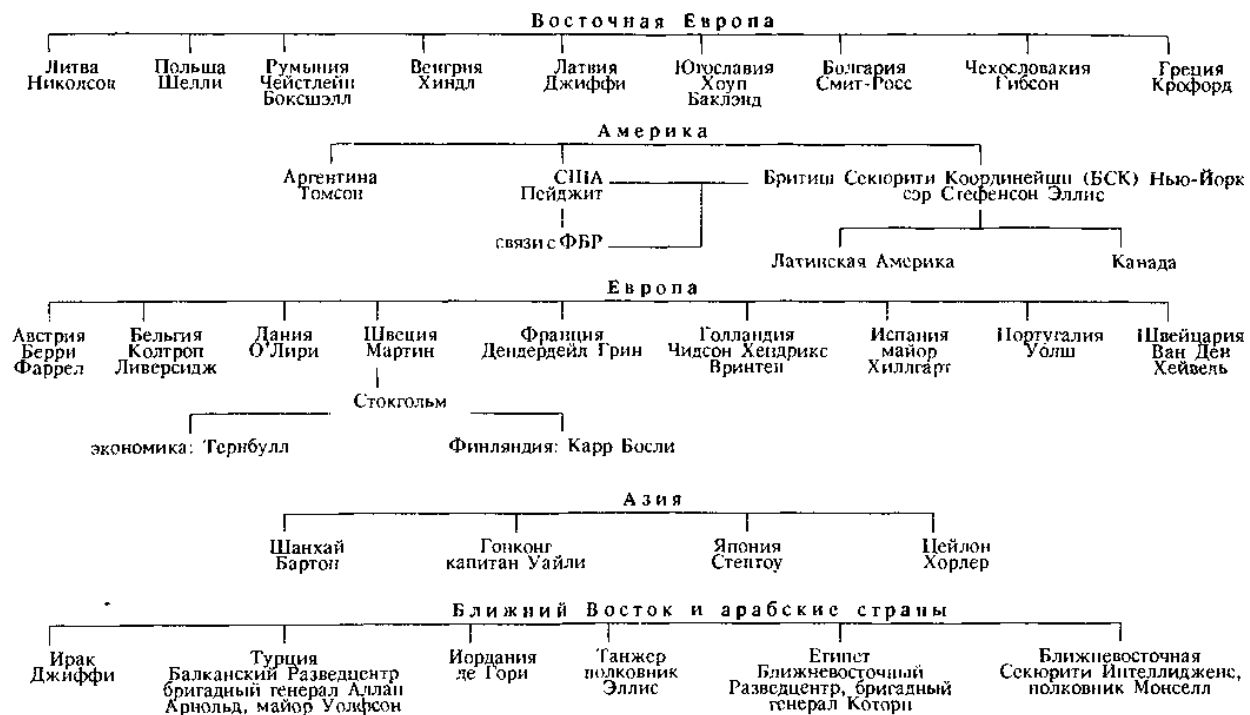 Восточная Европа
Литва Польша Румыния Венгрия Латвия Югославия Болгария Чехословакия Греция
Николсон Шелли Чейстлейн Хиндл Джиффи Хоуп Смит-Росс Гибсон Крофорд
Боксшэлл Баклэнд
Америка
Аргентина США Бритиш Секюрити Координейшн (БСК) Нью-Йорк
Томсон Пейджит сэр Стефенсон Эллис
связи с ФБР
Латинская Америка Канада
Европа
Австрия Бельгия Дания Швеция Франция Голландия Испания Португалия Швейцария
Берри Колтроп О'Лири Мартин Дендердейл Грин Чидсон Хендрикс майор Уолш Ван Ден
Фаррел Ливерсидж Вринтен Хиллгарт Хейвель
Стокгольм
экономика: Тернбулл Финляндия: Карр Босли
Азия
Шанхай Гонконг Япония Цейлон
Бартон капитан Уайли Стептоу Хорлер
Ближний Восток и арабские страны
Ирак Турция Иордания Танжер Египет Ближневосточная
Джиффи Балканский Разведцентр де Гори полковник Ближневосточный Секюрити Интеллидженс,
бригадный генерал Аллан Эллис Разведцентр, бригадный полковник Монселл
Арнольд, майор Уолфсон генерал Котори